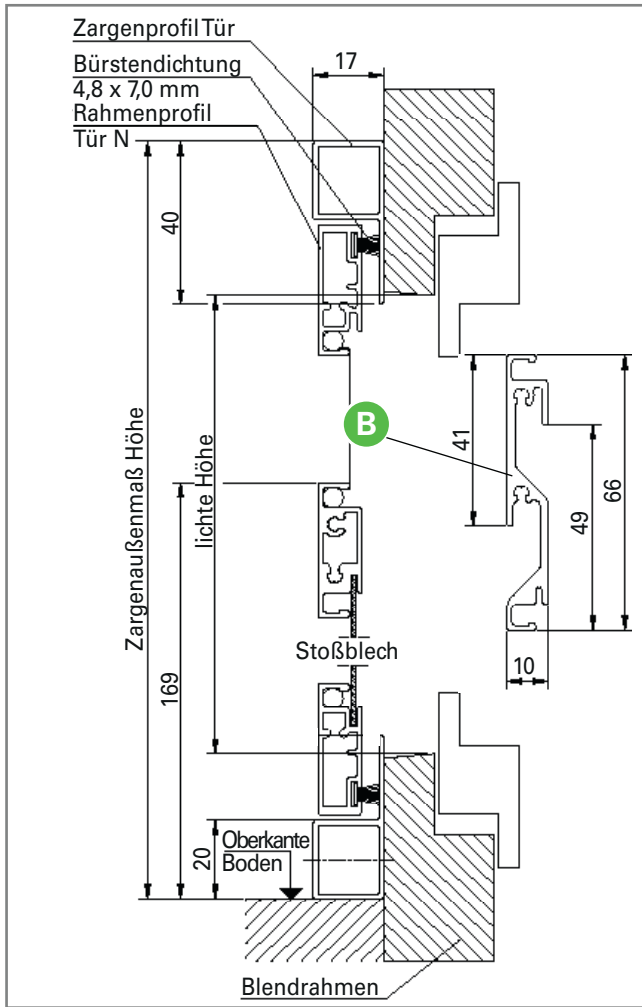 Zargenprofil Tür
Bürstendichtung
4,8 x 7,0 mm
Rahmenprofil
Tür N
17
40
Zargenaußenmaß Höhe
lichte Höhe
B
41
49
66
10
169
Stoßblech
20
Oberkante
Boden
Blendrahmen